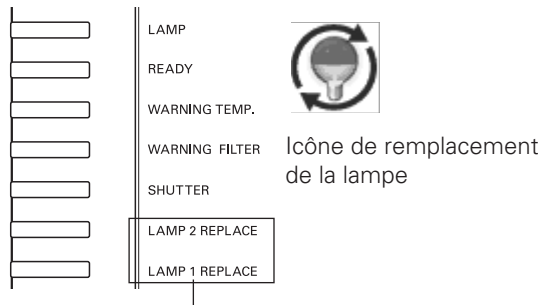 LAMP
READY
WARNING TEMP.
WARNING FILTER
SHUTTER
LAMP 2 REPLACE
LAMP 1 REPLACE
Icône de remplacement
de la lampe